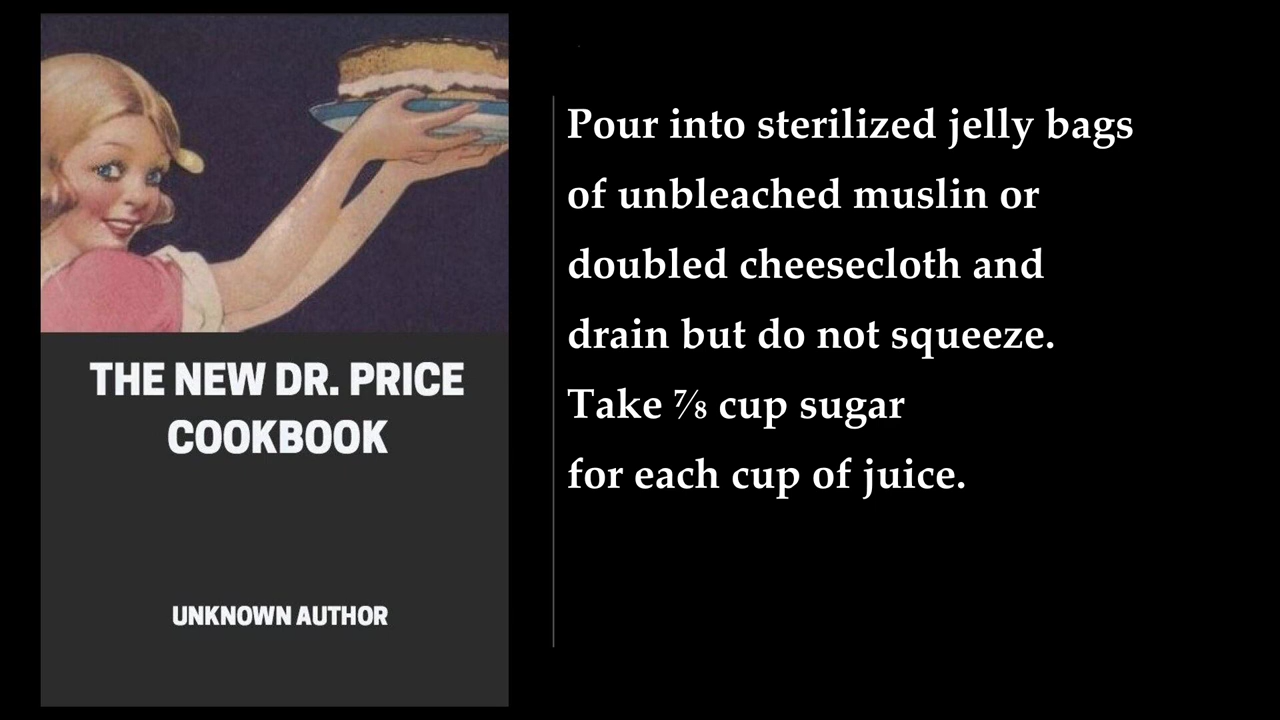 THE NEW DR. PRICE
COOKBOOK
UNKNOWN AUTHOR
Pour into sterilized jelly bags
of unbleached muslin or
doubled cheesecloth and
drain but do not squeeze.
Take ⅞ cup sugar
for each cup of juice.